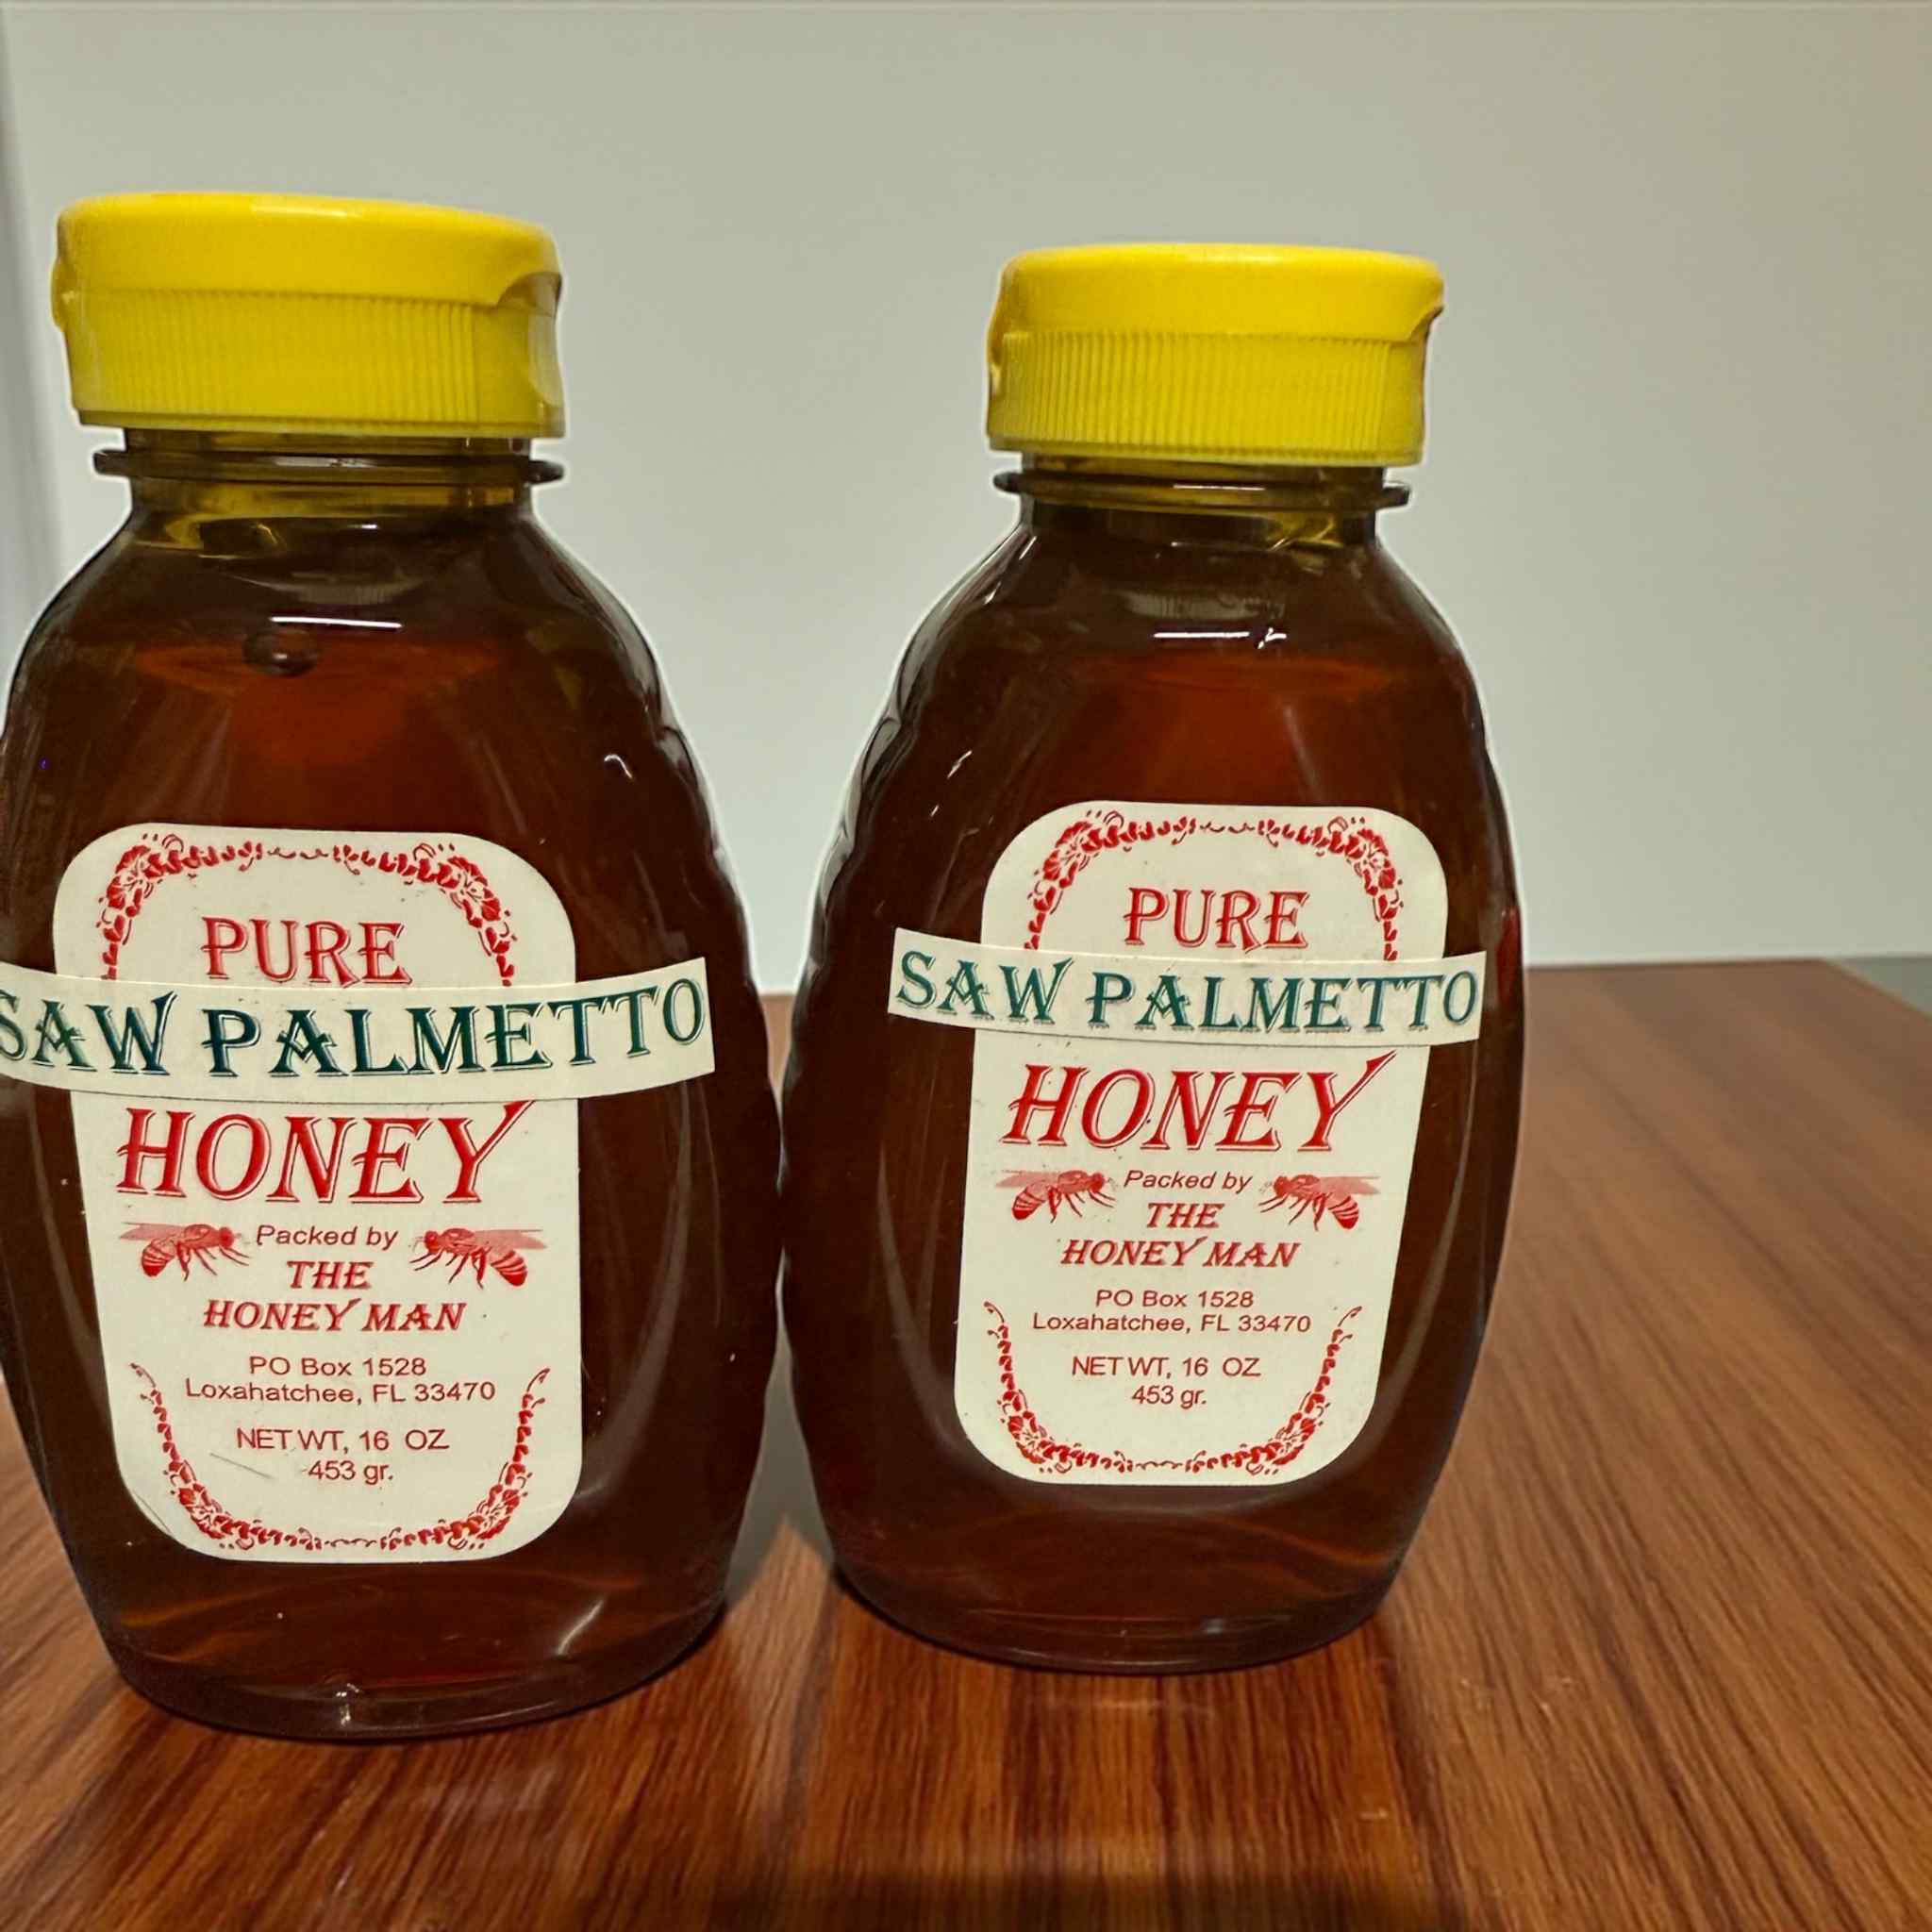 PURE
SAW PALMETTO
HONEY
Packed by
THE
HONEY MAN
PO Box 1528
Loxahatchee, FL 33470
NET WT, 16 OZ
453 gr.
PURE
SAW PALMETTO
HONEY
Packed by
THE
HONEY MAN
PO Box 1528
Loxahatchee, FL 33470
NET WT, 16 OZ
453 gr.